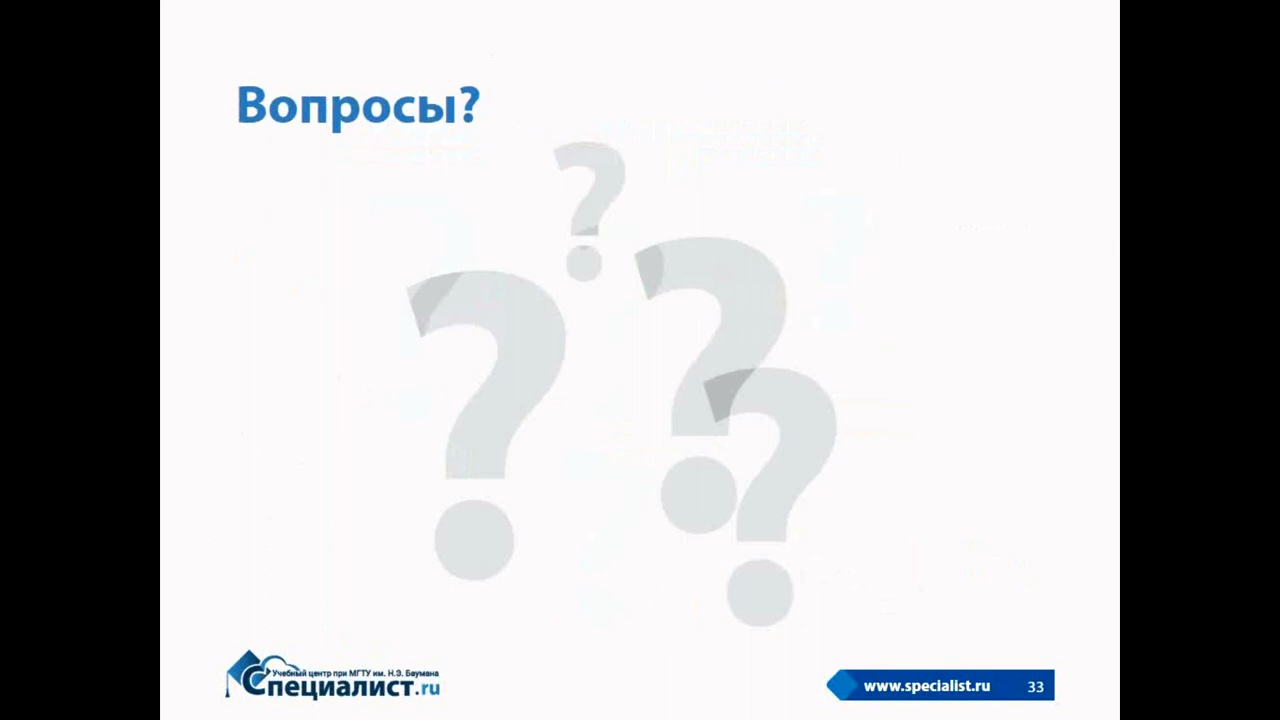 Вопросы?
? ? ? ?
Учебный центр при МГТУ им. Н.Э. Баумана
Специалист.ru
www.specialist.ru 33